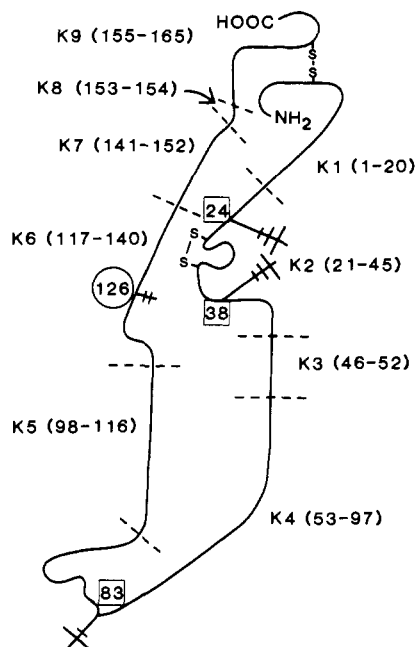 HOOC
K9 (155-165)
S
S
K8 (153-154)
NH2
K7 (141-152)
K1 (1-20)
24
S
K6 (117-140)
S
K2 (21-45)
126
38
K3 (46-52)
K5 (98-116)
K4 (53-97)
83